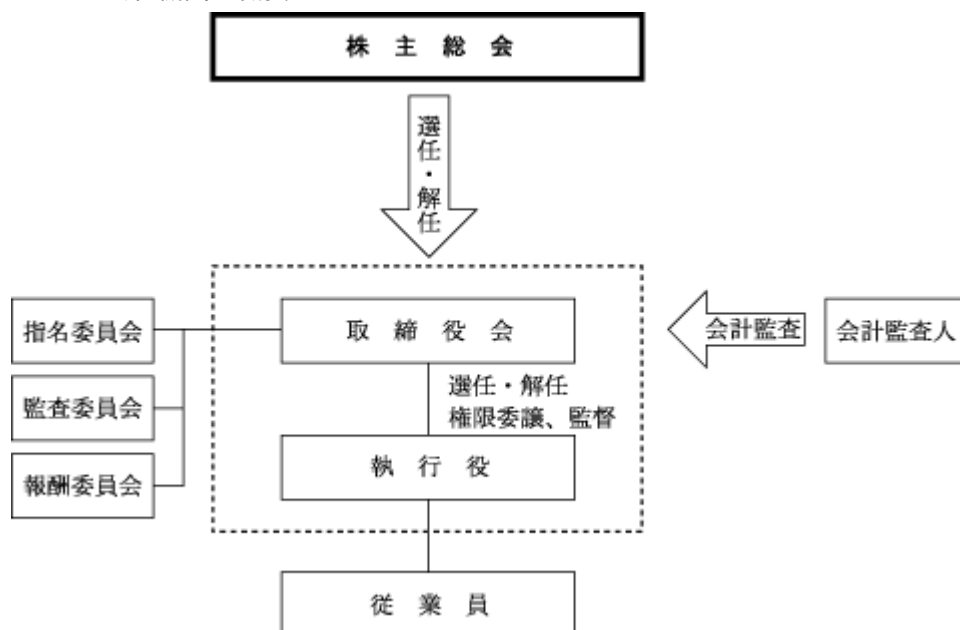 株主総会
選任・解任
指名委員会
取締役会
会計監査
会計監査人
選任・解任
権限委譲、監督
監査委員会
執行役
報酬委員会
従業員